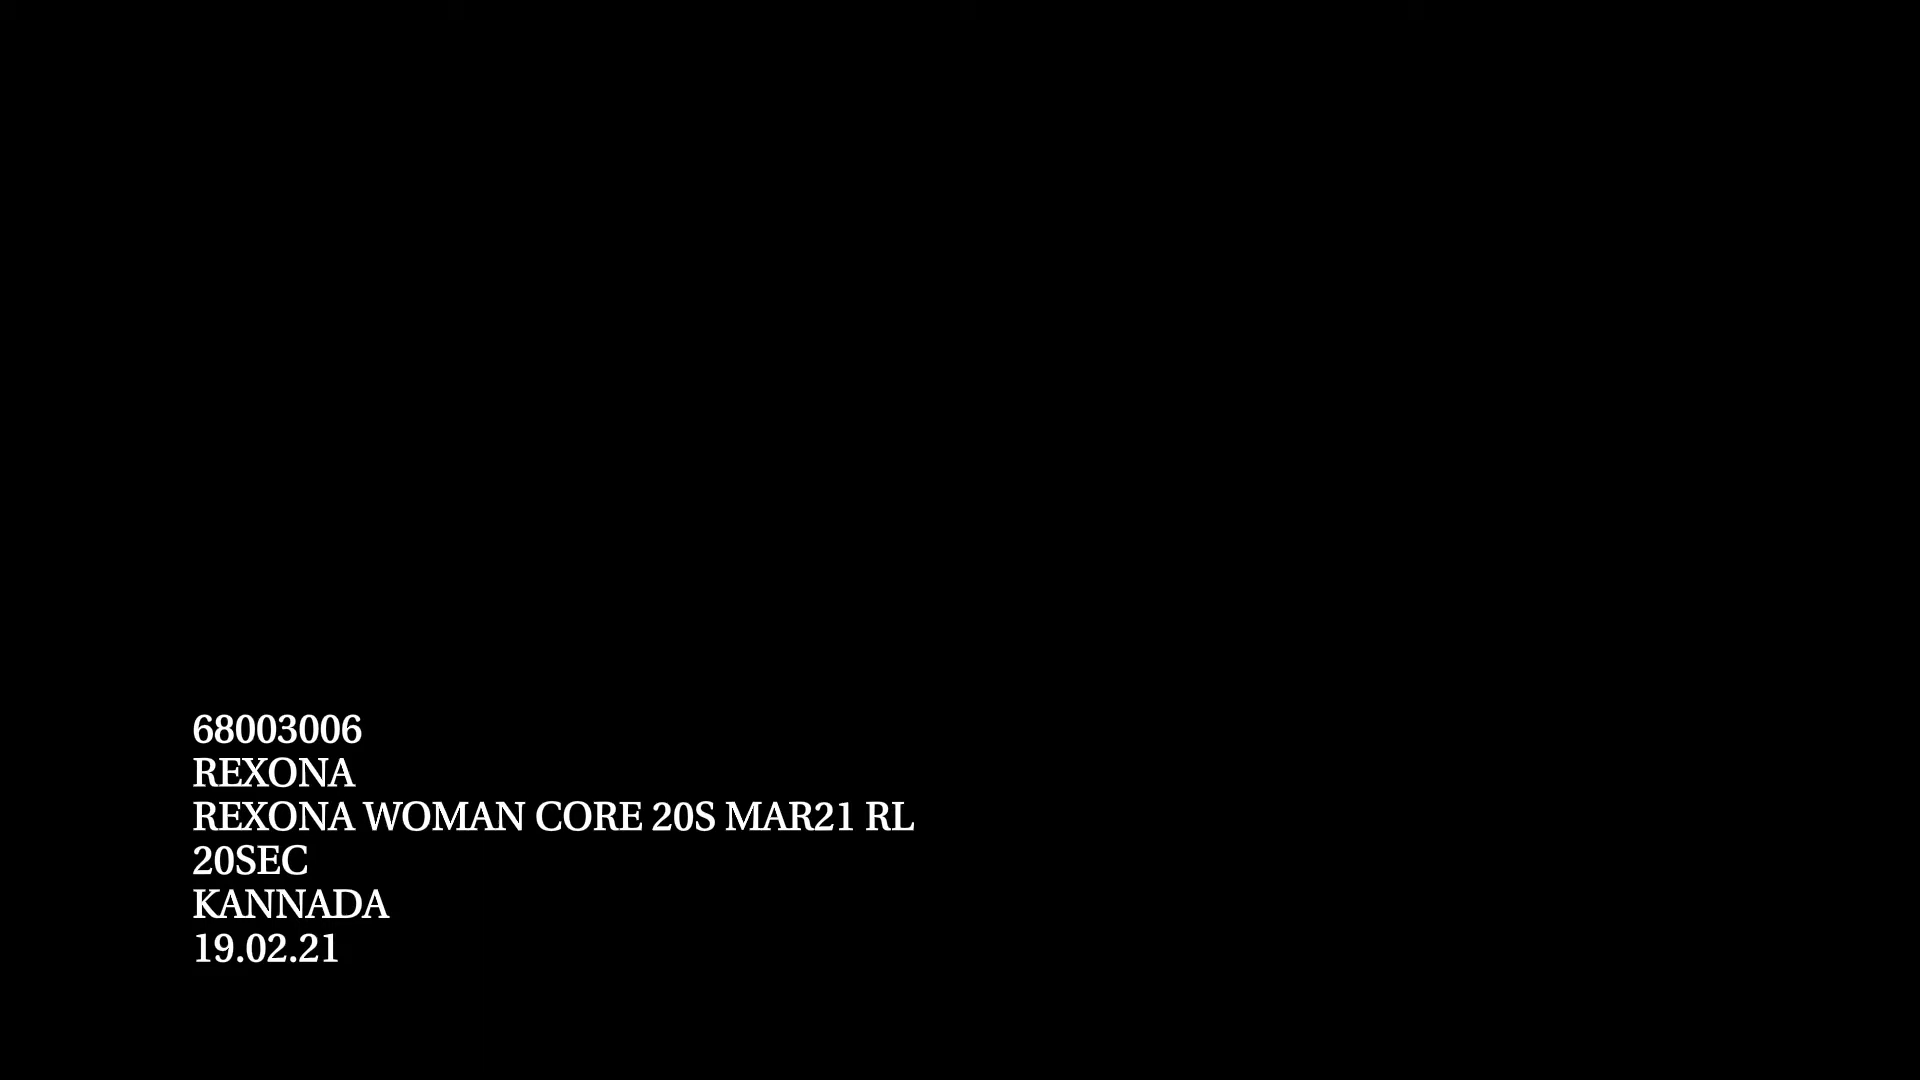 68003006
REXONA
REXONA WOMAN CORE 20S MAR21 RL
20SEC
KANNADA
19.02.21